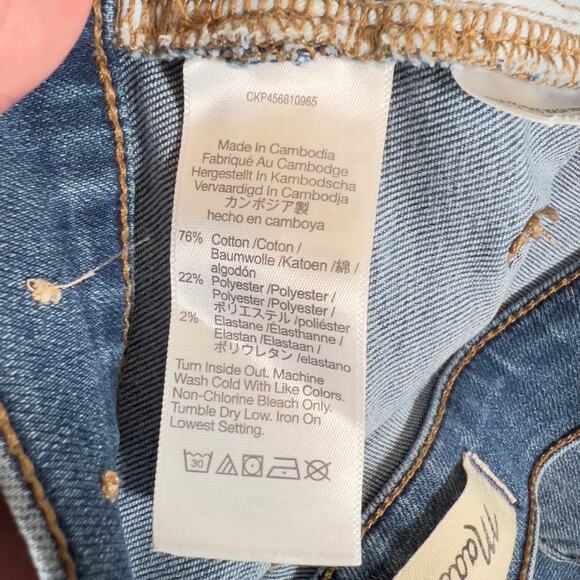 CKP456810965
Made In Cambodia
Fabriqué Au Cambodge
Hergestellt In Kambodscha
Vervaardigd In Cambodja
カンボジア製
hecho en camboya
76% Cotton /Coton/
Baumwolle /Katoen /綿 /
algodón
22% Polyester /Polyester /
Polyester /Polyester /
ポリエステル /poliéster
2% Elastane /Élasthanne /
Elastan /Elastaan /
ポリウレタン /elastano
Turn Inside Out. Machine
Wash Cold With Like Colors.
Non-Chlorine Bleach Only.
Tumble Dry Low. Iron On
Lowest Setting.
30